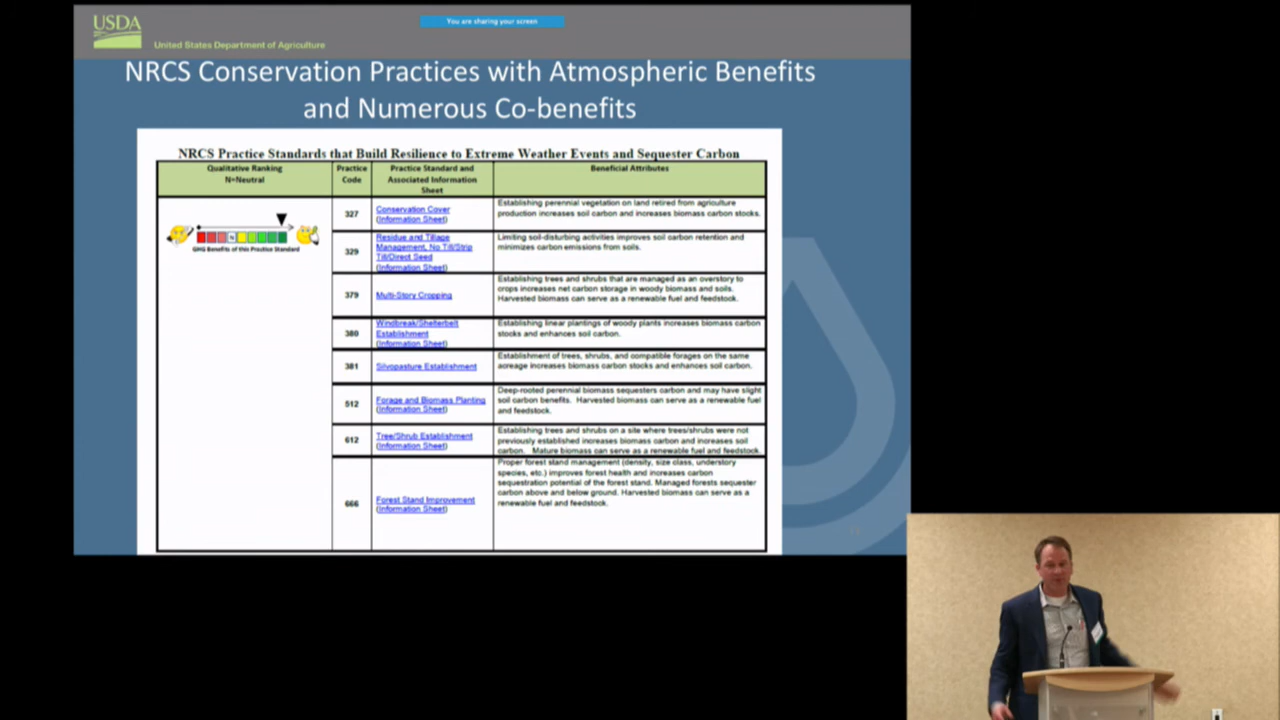 USDA
You are sharing your screen
United States Department of Agriculture
NRCS Conservation Practices with Atmospheric Benefits
and Numerous Co-benefits
NRCS Practice Standards that Build Resilience to Extreme Weather Events and Sequester Carbon
Qualitative Ranking
N=Neutral
Practice
Code
Practice Standard and
Associated Information
Sheet
Beneficial Attributes
N
GHG Benefits of this Practice Standard
327
Conservation Cover
(Information Sheet)
Establishing perennial vegetation on land retired from agriculture
production increases soil carbon and increases biomass carbon stocks.
329
Residue and Tillage
Management, No Till/Strip
Till/Direct Seed
(Information Sheet)
Limiting soil-disturbing activities improves soil carbon retention and
minimizes carbon emissions from soils.
379
Multi-Story Cropping
Establishing trees and shrubs that are managed as an overstory to
crops increases net carbon storage in woody biomass and soils.
Harvested biomass can serve as a renewable fuel and feedstock.
380
Windbreak/Shelterbelt
Establishment
(Information Sheet)
Establishing linear plantings of woody plants increases biomass carbon
stocks and enhances soil carbon.
381
Silvopasture Establishment
Establishment of trees, shrubs, and compatible forages on the same
acreage increases biomass carbon stocks and enhances soil carbon.
512
Forage and Biomass Planting
(Information Sheet)
Deep-rooted perennial biomass sequesters carbon and may have slight
soil carbon benefits. Harvested biomass can serve as a renewable fuel
and feedstock.
612
Tree/Shrub Establishment
(Information Sheet)
Establishing trees and shrubs on a site where trees/shrubs were not
previously established increases biomass carbon and increases soil
carbon. Mature biomass can serve as a renewable fuel and feedstock.
666
Forest Stand Improvement
(Information Sheet)
Proper forest stand management (density, size class, understory
species, etc.) improves forest health and increases carbon
sequestration potential of the forest stand. Managed forests sequester
carbon above and below ground. Harvested biomass can serve as a
renewable fuel and feedstock.